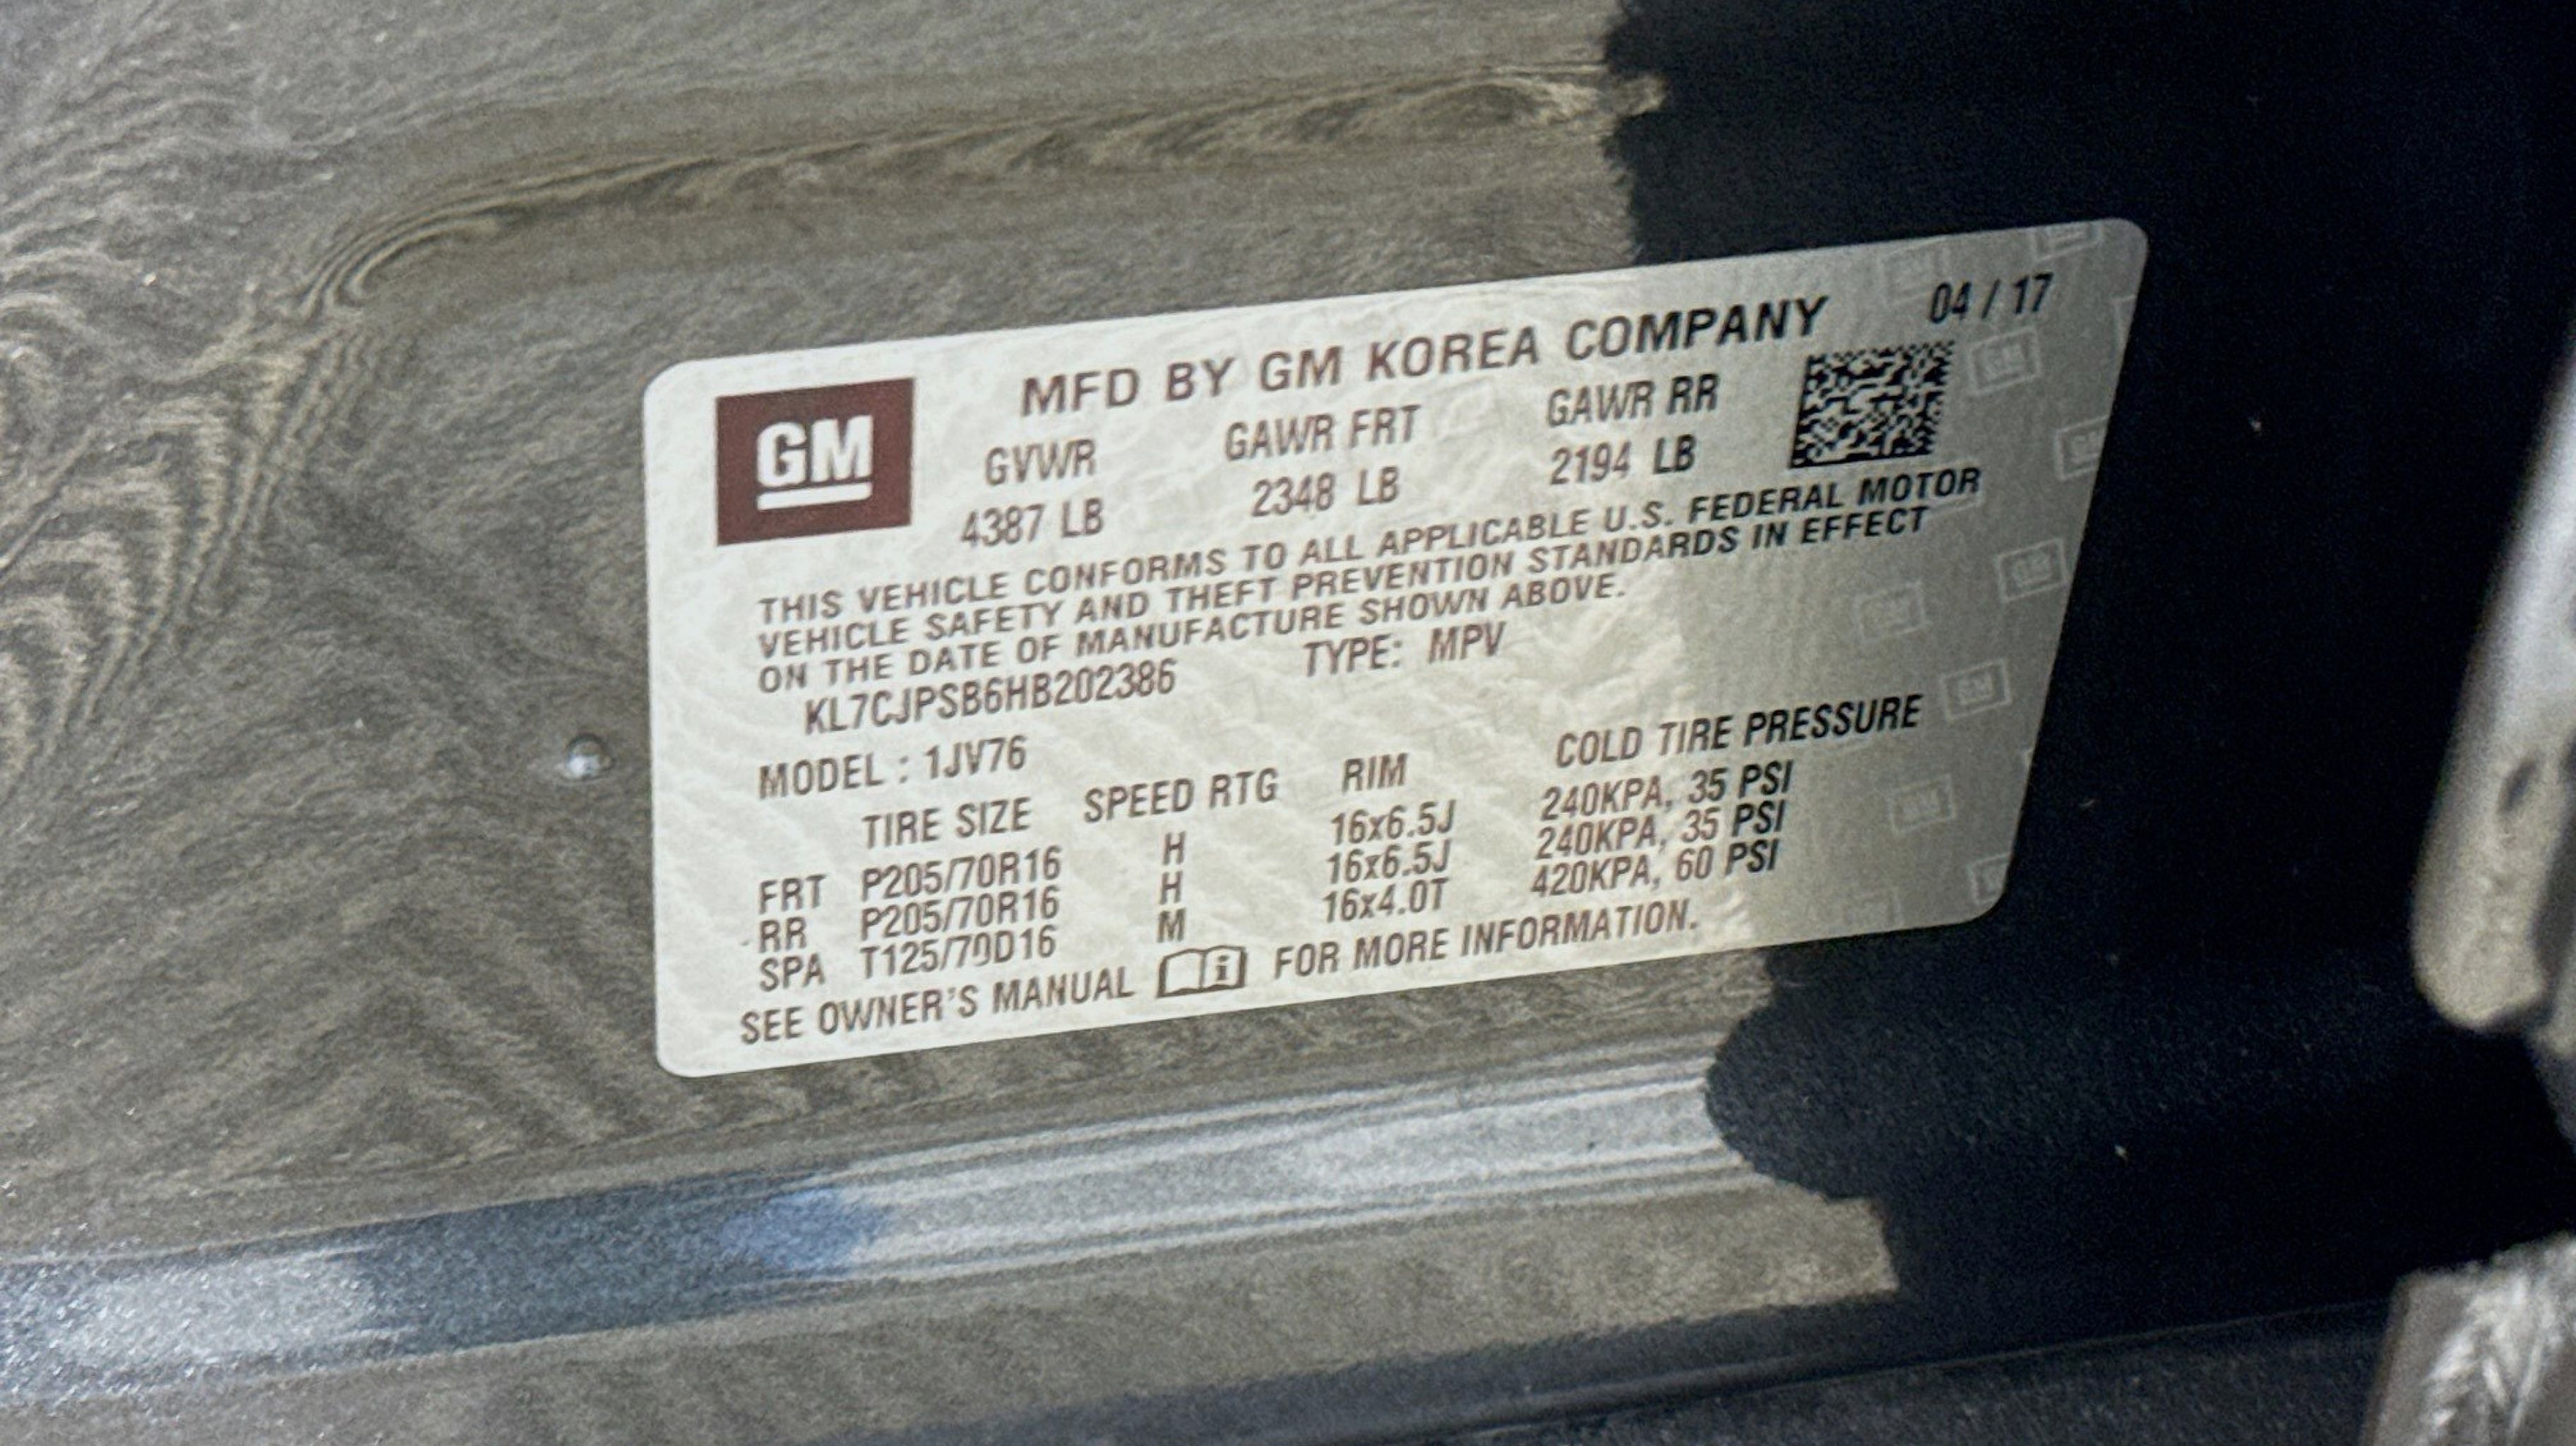 MFD BY GM KOREA COMPANY 04 / 17
GM
GVWR GAWR FRT GAWR RR
4387 LB 2348 LB 2194 LB
THIS VEHICLE CONFORMS TO ALL APPLICABLE U.S. FEDERAL MOTOR
VEHICLE SAFETY AND THEFT PREVENTION STANDARDS IN EFFECT
ON THE DATE OF MANUFACTURE SHOWN ABOVE.
KL7CJPSB6HB202386 TYPE: MPV
MODEL : 1JV76
TIRE SIZE SPEED RTG RIM COLD TIRE PRESSURE
FRT P205/70R16 H 16x6.5J 240KPA, 35 PSI
RR P205/70R16 H 16x6.5J 240KPA, 35 PSI
SPA T125/70D16 M 16x4.0T 420KPA, 60 PSI
SEE OWNER'S MANUAL FOR MORE INFORMATION.